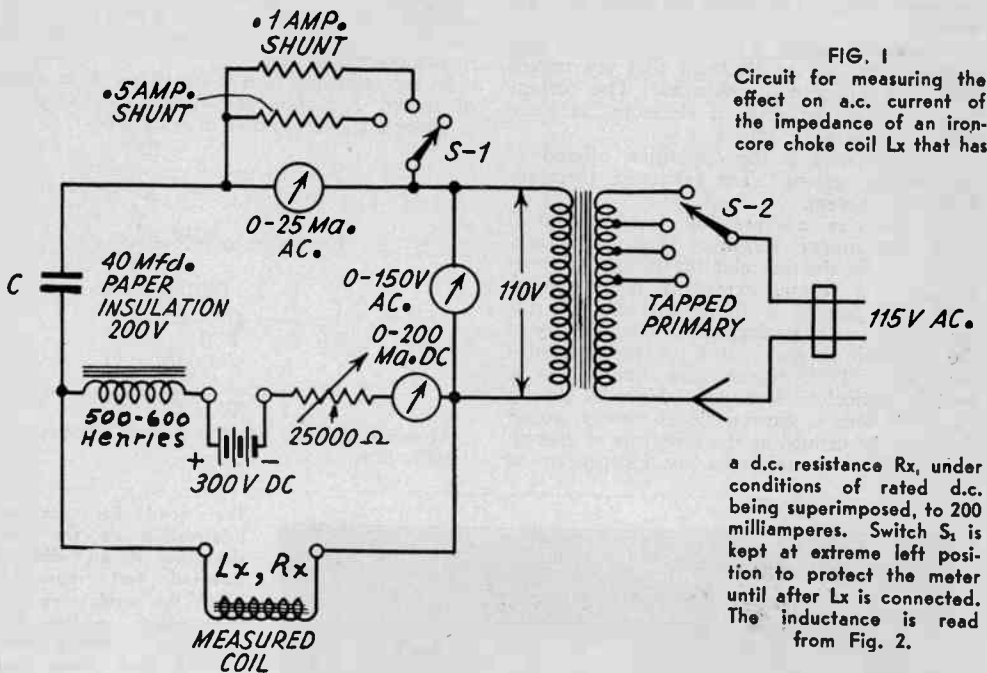 .1 AMP.
SHUNT
.5 AMP.
SHUNT
S-1
0-25 Ma.
AC.
C
40 Mfd.
PAPER
INSULATION
200V
0-150V
AC.
0-200
Ma. DC
110V
S-2
TAPPED
PRIMARY
115V AC.
500-600
Henries
+
-
300V DC
25000 Ω
Lx, Rx
MEASURED
COIL
FIG. 1
Circuit for measuring the
effect on a.c. current of
the impedance of an iron-
core choke coil Lx that has
a d.c. resistance Rx, under
conditions of rated d.c.
being superimposed, to 200
milliamperes. Switch S₁ is
kept at extreme left posi-
tion to protect the meter
until after Lx is connected.
The inductance is read
from Fig. 2.